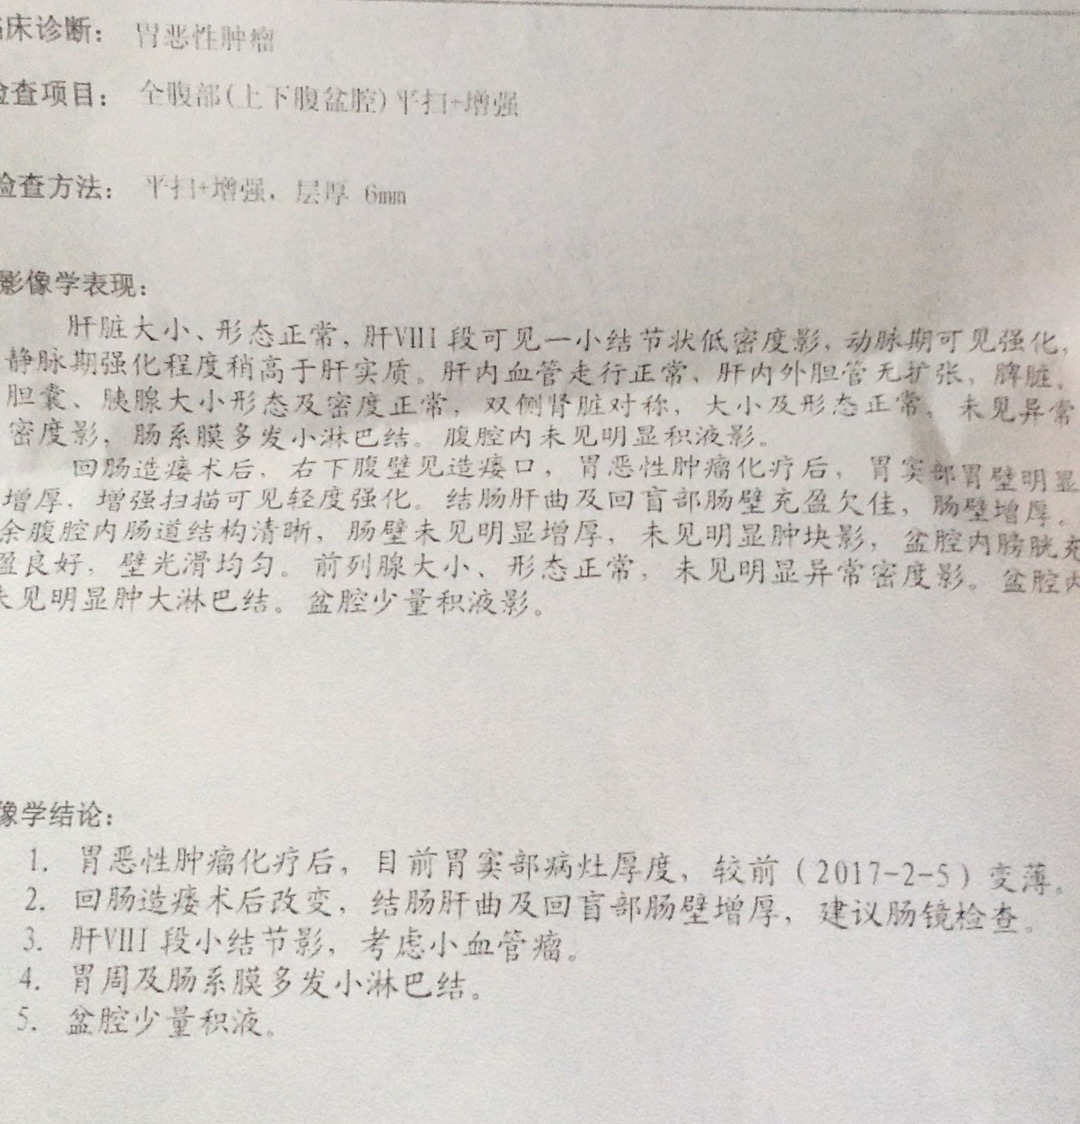 床诊断： 胃恶性肿瘤
检查项目： 全腹部(上下腹盆腔)平扫+增强
检查方法： 平扫+增强，层厚 6mm
影像学表现：
肝脏大小、形态正常，肝VIII 段可见一小结节状低密度影，动脉期可见强化，
静脉期强化程度稍高于肝实质。肝内血管走行正常、肝内外胆管无扩张，脾脏、
胆囊、胰腺大小形态及密度正常，双侧肾脏对称，大小及形态正常，未见异常
密度影，肠系膜多发小淋巴结。腹腔内未见明显积液影。
回肠造瘘术后，右下腹壁见造瘘口，胃恶性肿瘤化疗后，胃窦部胃壁明显
增厚，增强扫描可见轻度强化。结肠肝曲及回盲部肠壁充盈欠佳，肠壁增厚。
余腹腔内肠道结构清晰，肠壁未见明显增厚，未见明显肿块影，盆腔内膀胱充
盈良好，壁光滑均匀。前列腺大小、形态正常，未见明显异常密度影。盆腔内
未见明显肿大淋巴结。盆腔少量积液影。
像学结论：
1. 胃恶性肿瘤化疗后，目前胃窦部病灶厚度，较前（2017-2-5）变薄。
2. 回肠造瘘术后改变，结肠肝曲及回盲部肠壁增厚，建议肠镜检查。
3. 肝VIII 段小结节影，考虑小血管瘤。
4. 胃周及肠系膜多发小淋巴结。
5. 盆腔少量积液。